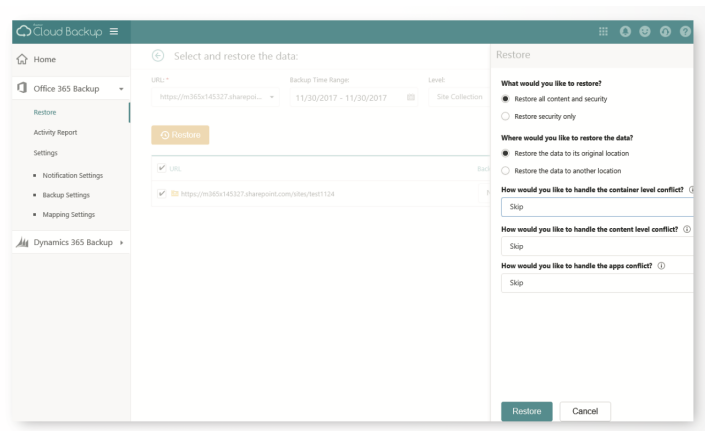 Cloud Backup
Home
Office 365 Backup
Restore
Activity Report
Settings
Notification Settings
Backup Settings
Mapping Settings
Dynamics 365 Backup
Select and restore the data:
URL:*
Backup Time Range:
Level:
https://m365x145327.sharepoi...
11/30/2017 - 11/30/2017
Site Collection
Restore
URL
https://m365x145327.sharepoint.com/sites/test1124
Restore
What would you like to restore?
Restore all content and security
Restore security only
Where would you like to restore the data?
Restore the data to its original location
Restore the data to another location
How would you like to handle the container level conflict?
Skip
How would you like to handle the content level conflict?
Skip
How would you like to handle the apps conflict?
Skip
Restore
Cancel